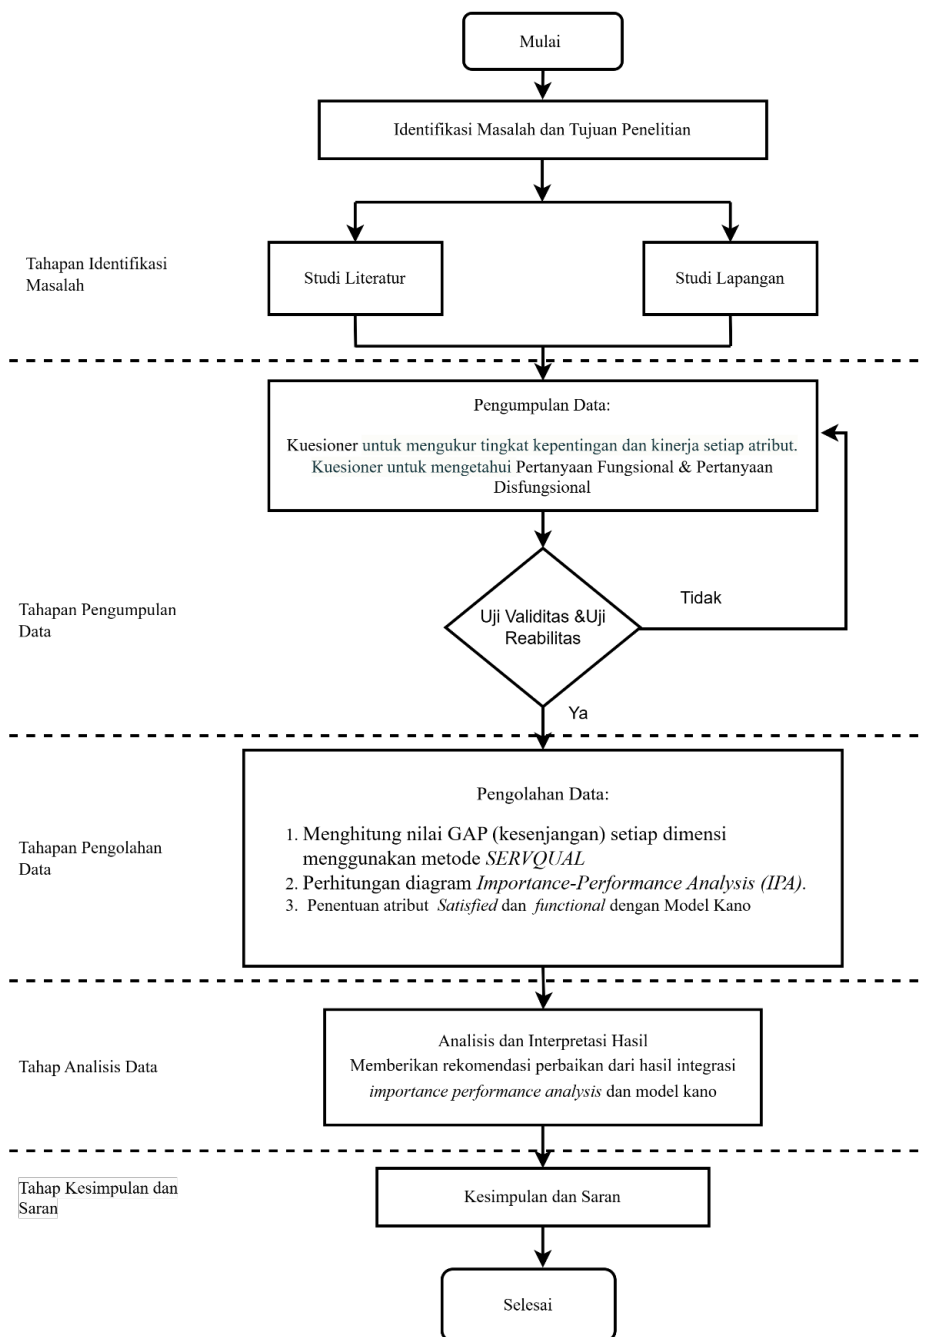 Mulai
Identifikasi Masalah dan Tujuan Penelitian
Tahapan Identifikasi
Masalah
Studi Literatur
Studi Lapangan
Pengumpulan Data:
Kuesioner untuk mengukur tingkat kepentingan dan kinerja setiap atribut.
Kuesioner untuk mengetahui Pertanyaan Fungsional & Pertanyaan
Disfungsional
Tahapan Pengumpulan
Data
Uji Validitas &Uji
Reabilitas
Tidak
Ya
Tahapan Pengolahan
Data
Pengolahan Data:
1. Menghitung nilai GAP (kesenjangan) setiap dimensi
menggunakan metode SERVQUAL
2. Perhitungan diagram Importance-Performance Analysis (IPA).
3. Penentuan atribut Satisfied dan functional dengan Model Kano
Tahap Analisis Data
Analisis dan Interpretasi Hasil
Memberikan rekomendasi perbaikan dari hasil integrasi
importance performance analysis dan model kano
Tahap Kesimpulan dan
Saran
Kesimpulan dan Saran
Selesai